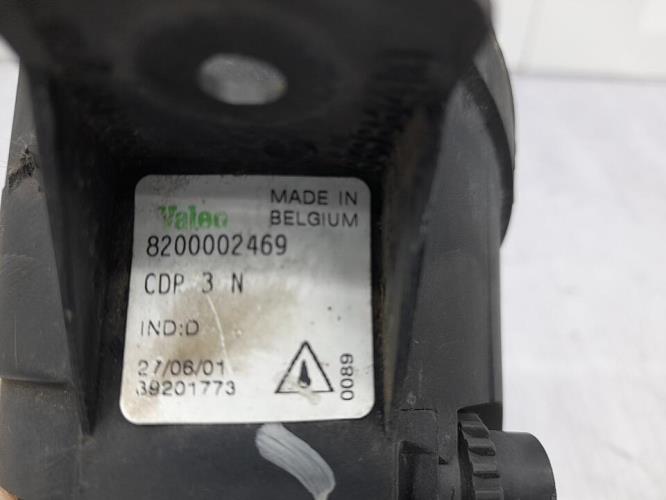 Valeo
MADE IN
BELGIUM
8200002469
CDP 3 N
IND:D
27/06/01
39201773
0089